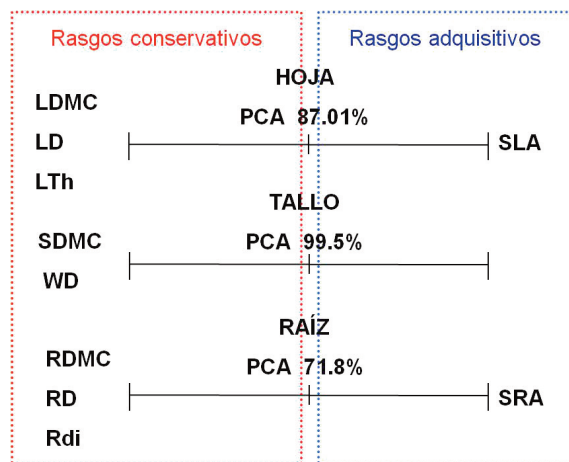 Rasgos conservativos
Rasgos adquisitivos
HOJA
LDMC
PCA 87.01%
LD
SLA
LTh
TALLO
SDMC
PCA 99.5%
WD
RAÍZ
RDMC
PCA 71.8%
RD
SRA
Rdi